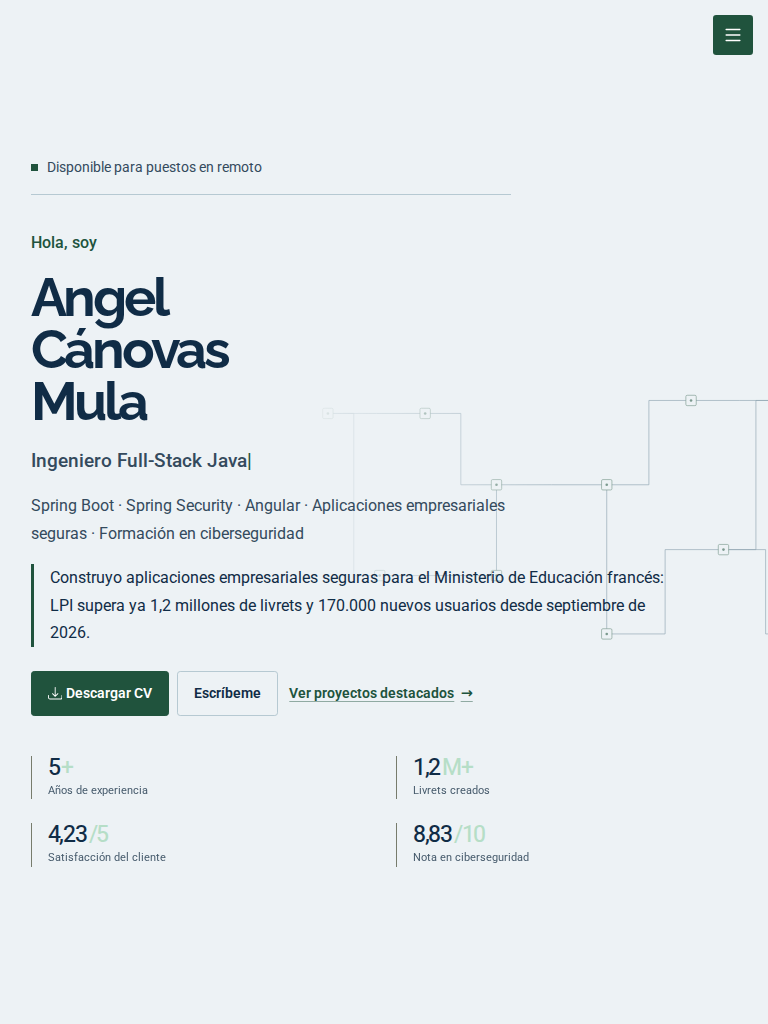 Disponible para puestos en remoto
Hola, soy
Angel
Cánovas
Mula
Ingeniero Full-Stack Java|
Spring Boot · Spring Security · Angular · Aplicaciones empresariales
seguras · Formación en ciberseguridad
Construyo aplicaciones empresariales seguras para el Ministerio de Educación francés:
LPI supera ya 1,2 millones de livrets y 170.000 nuevos usuarios desde septiembre de
2026.
Descargar CV
Escríbeme
Ver proyectos destacados →
5+
Años de experiencia
1,2M+
Livrets creados
4,23/5
Satisfacción del cliente
8,83/10
Nota en ciberseguridad